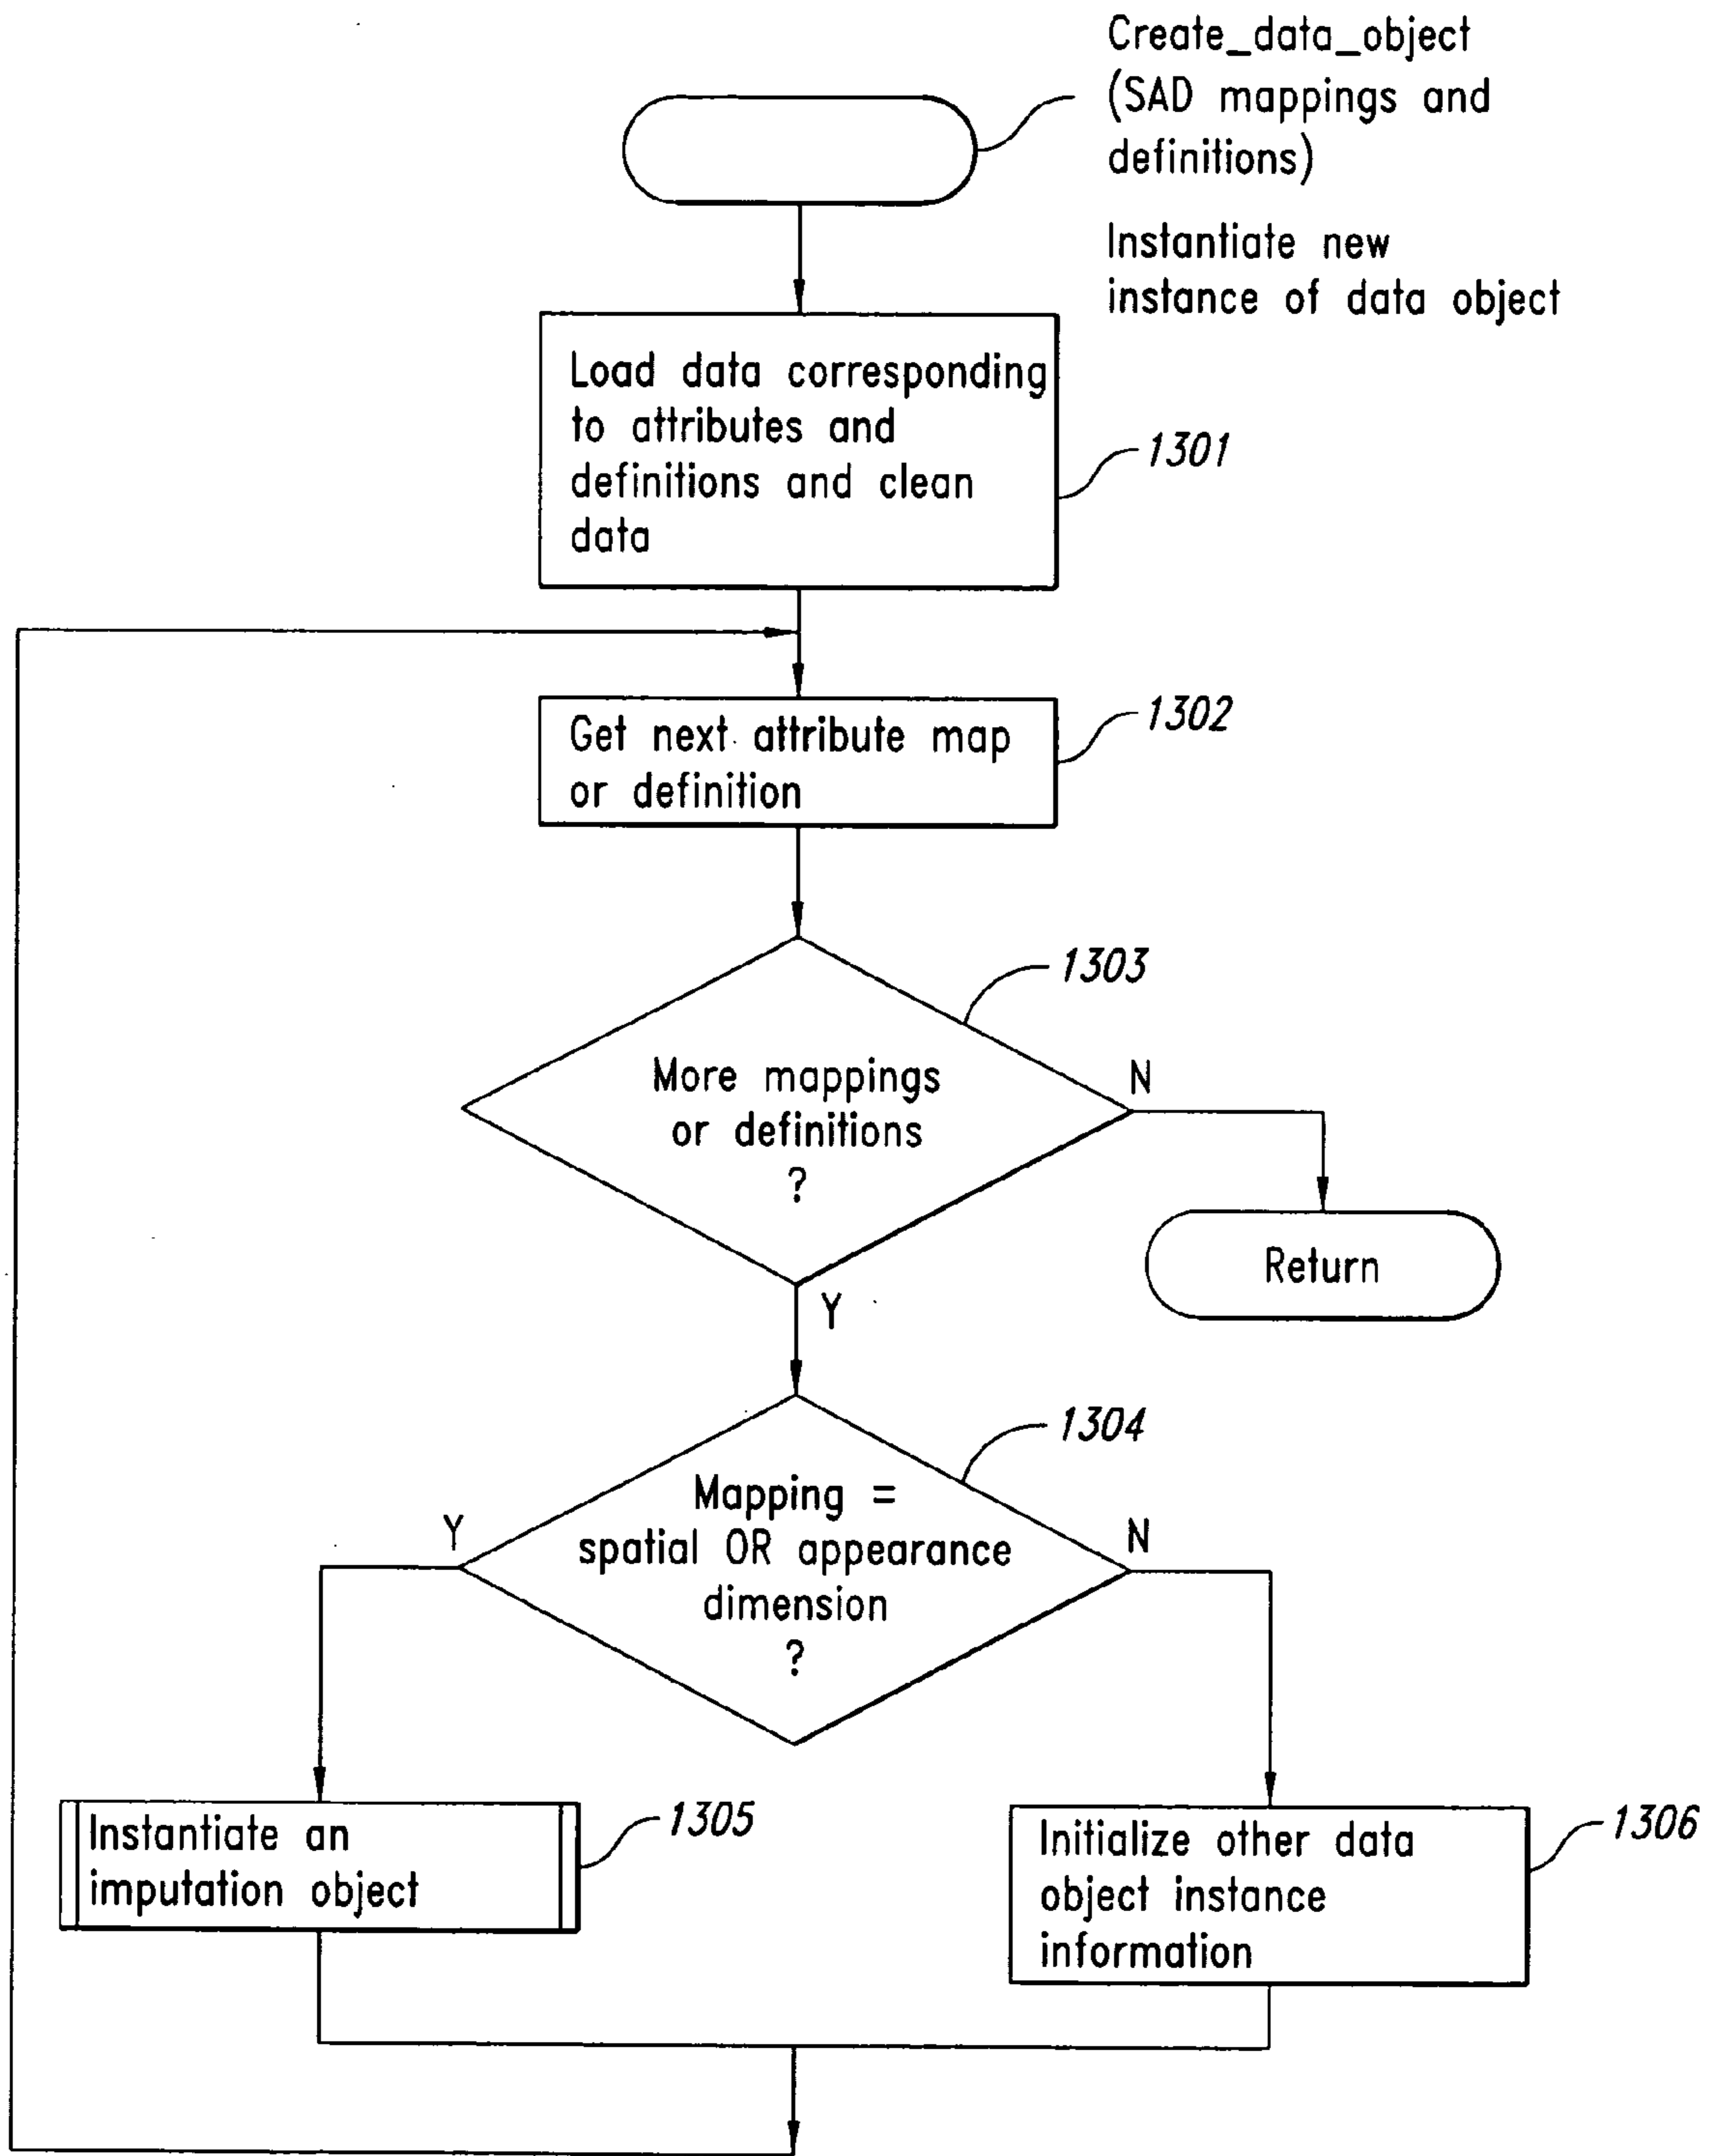 Create_data_object
(SAD mappings and
definitions)
Instantiate new
instance of data object
Load data corresponding
to attributes and
definitions and clean
data
1301
Get next attribute map
or definition
1302
1303
More mappings
or definitions
?
N
Return
Y
1304
Mapping =
spatial OR appearance
dimension
?
Y
N
Instantiate an
imputation object
1305
Initialize other data
object instance
information
1306